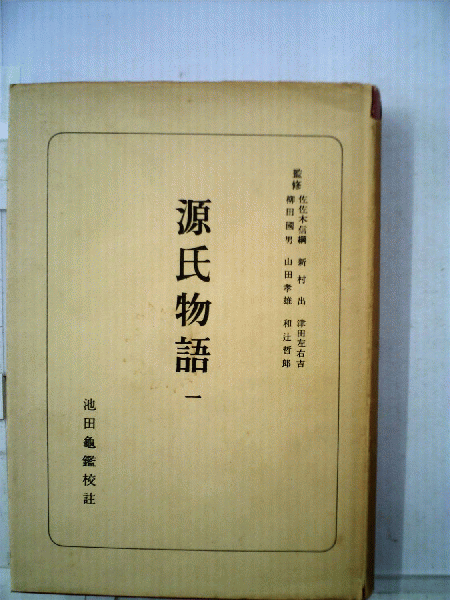 監修 佐佐木信綱 新村出 津田左右吉
柳田國男 山田孝雄 和辻哲郎
源氏物語 一
池田龜鑑校註